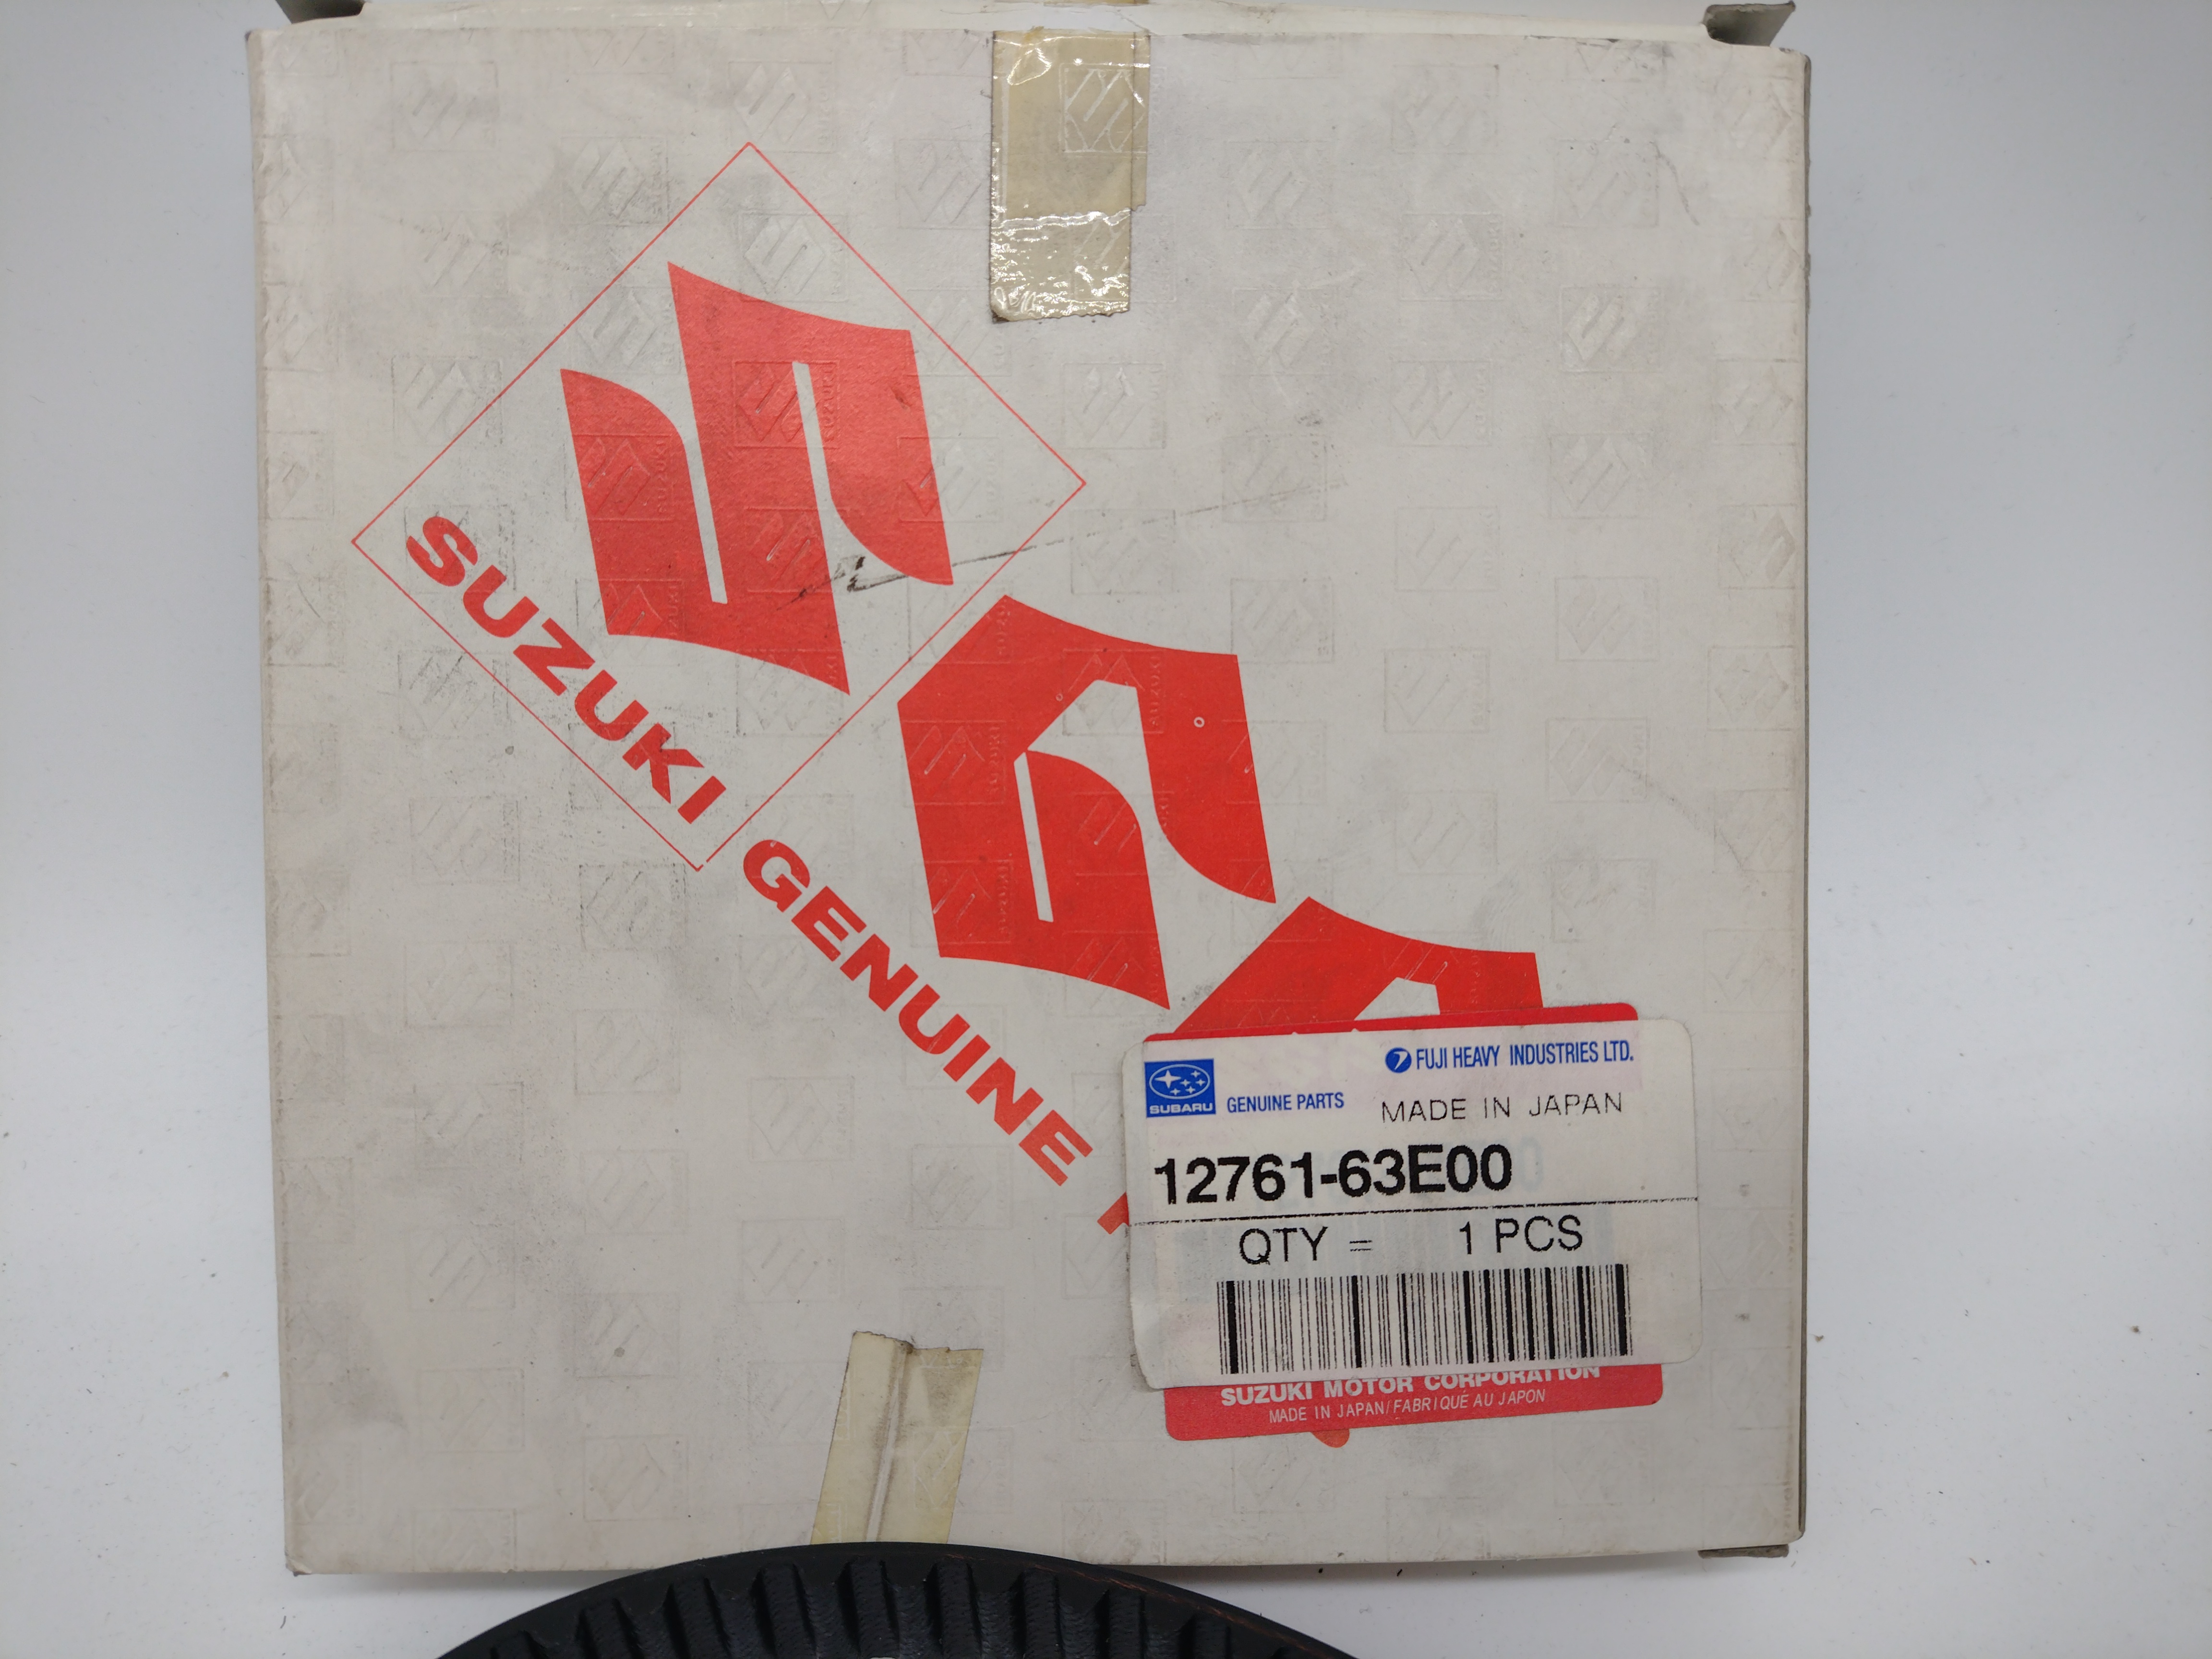 SUZUKI GENUINE
SUBARU
GENUINE PARTS
FUJI HEAVY INDUSTRIES LTD.
MADE IN JAPAN
12761-63E00
QTY = 1 PCS
SUZUKI MOTOR CORPORATION
MADE IN JAPAN/FABRIQUÉ AU JAPON